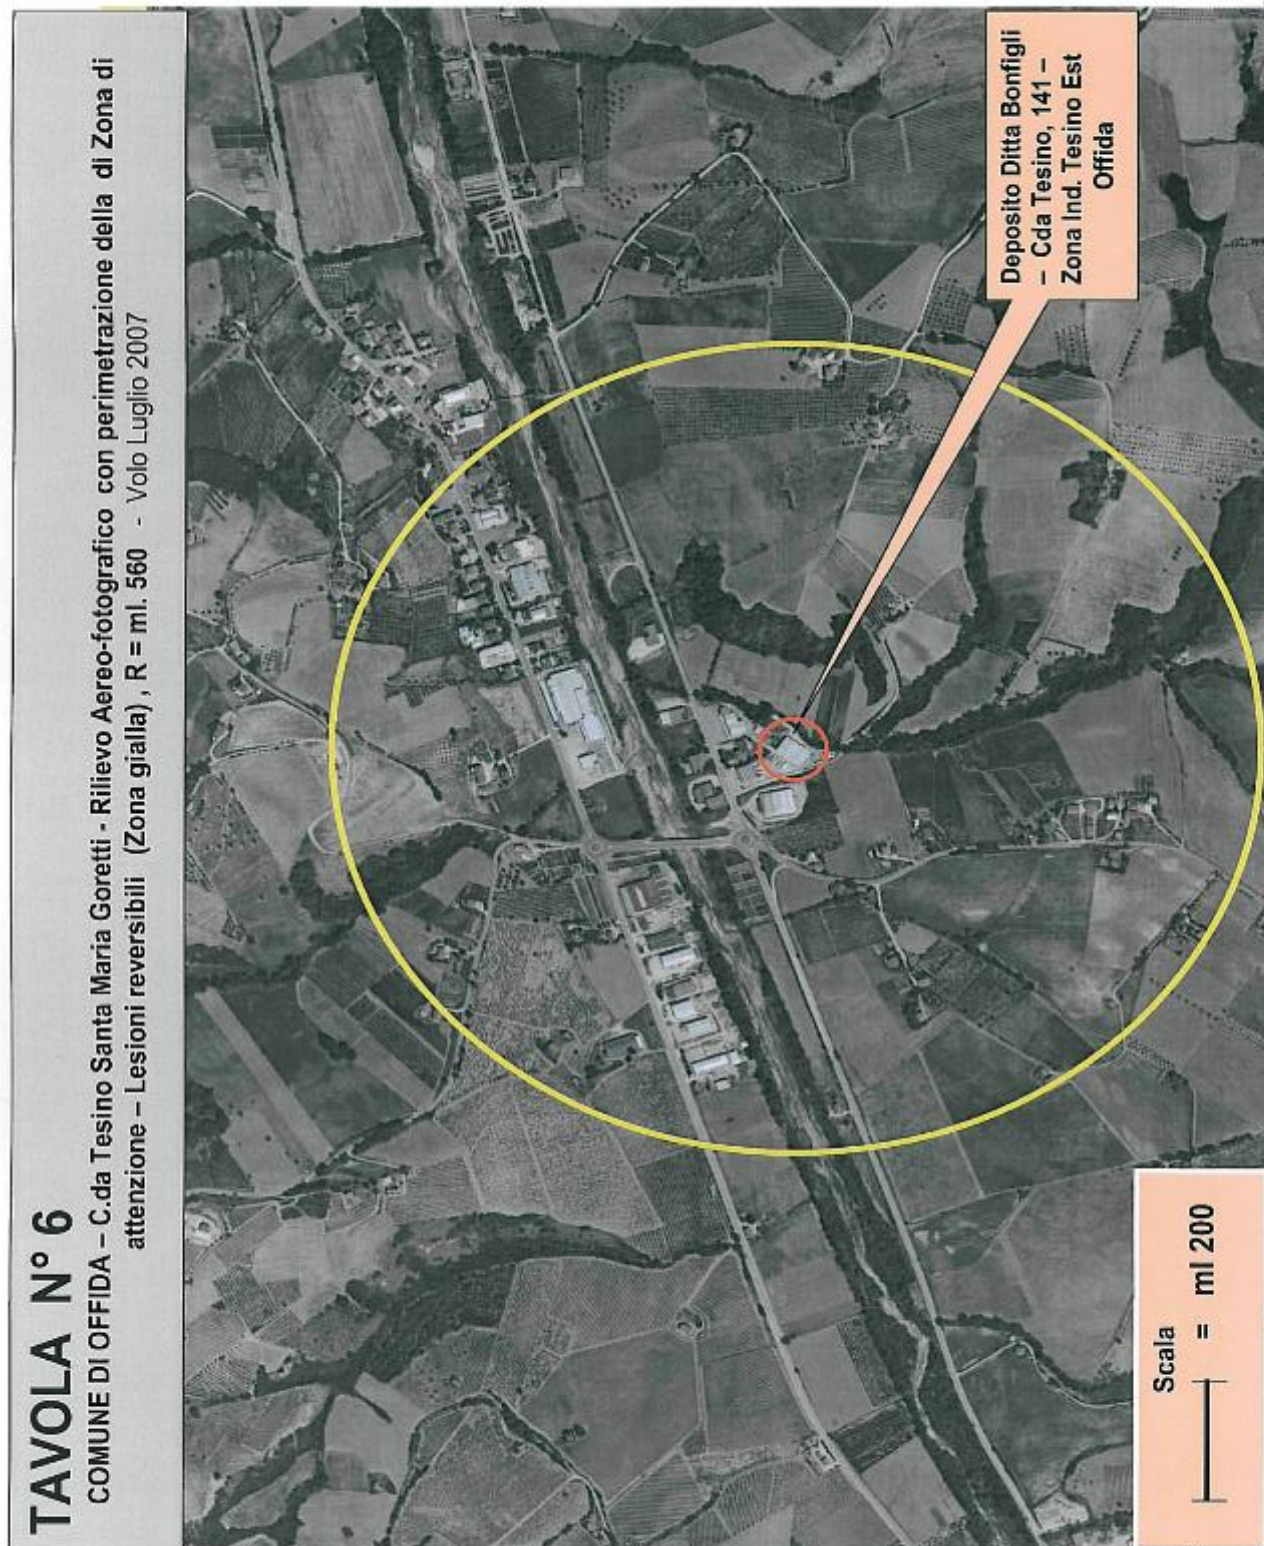 TAVOLA N° 6
COMUNE DI OFFIDA – C.da Tesino Santa Maria Goretti - Rilievo Aereo-fotografico con perimetrazione della di Zona di
attenzione – Lesioni reversibili (Zona gialla) , R = ml. 560 - Volo Luglio 2007
Deposito Ditta Bonfigli
– Cda Tesino, 141 –
Zona Ind. Tesino Est
Offida
Scala
= ml 200